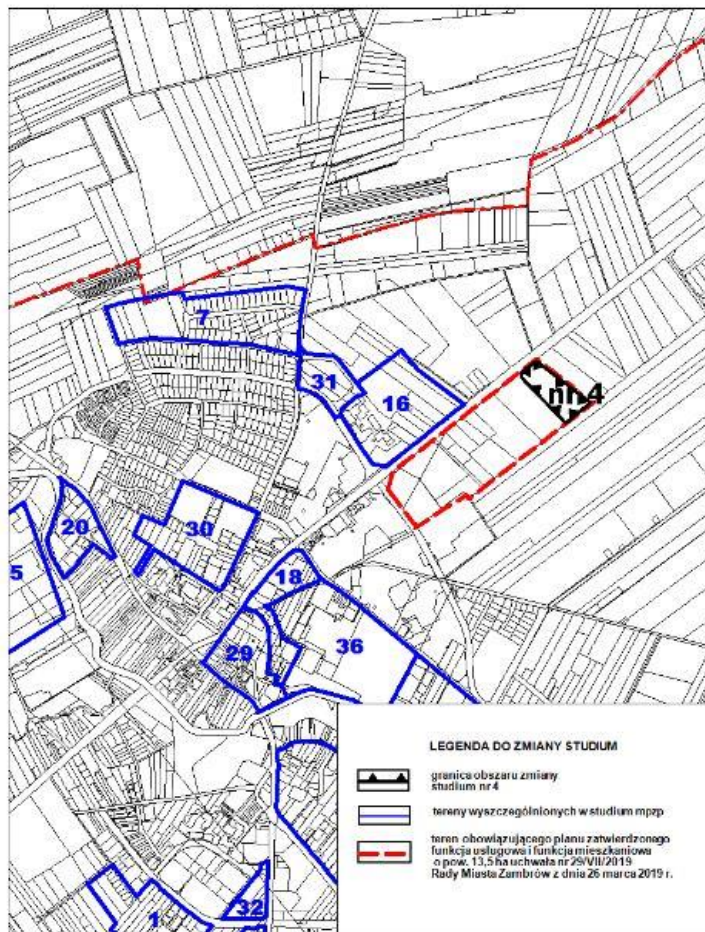 7
31
16
nr 4
20
30
5
18
29
36
LEGENDA DO ZMIANY STUDIUM
granica obszaru zmiany
studium nr 4
tereny wyszczególnionych w studium mpzp
teren obowiązującego planu zatwierdzonego
funkcja usługowa i funkcja mieszkaniowa
o pow. 13,5 ha uchwała nr 29/VII/2019
Rady Miasta Zambrów z dnia 26 marca 2019 r.
32
1